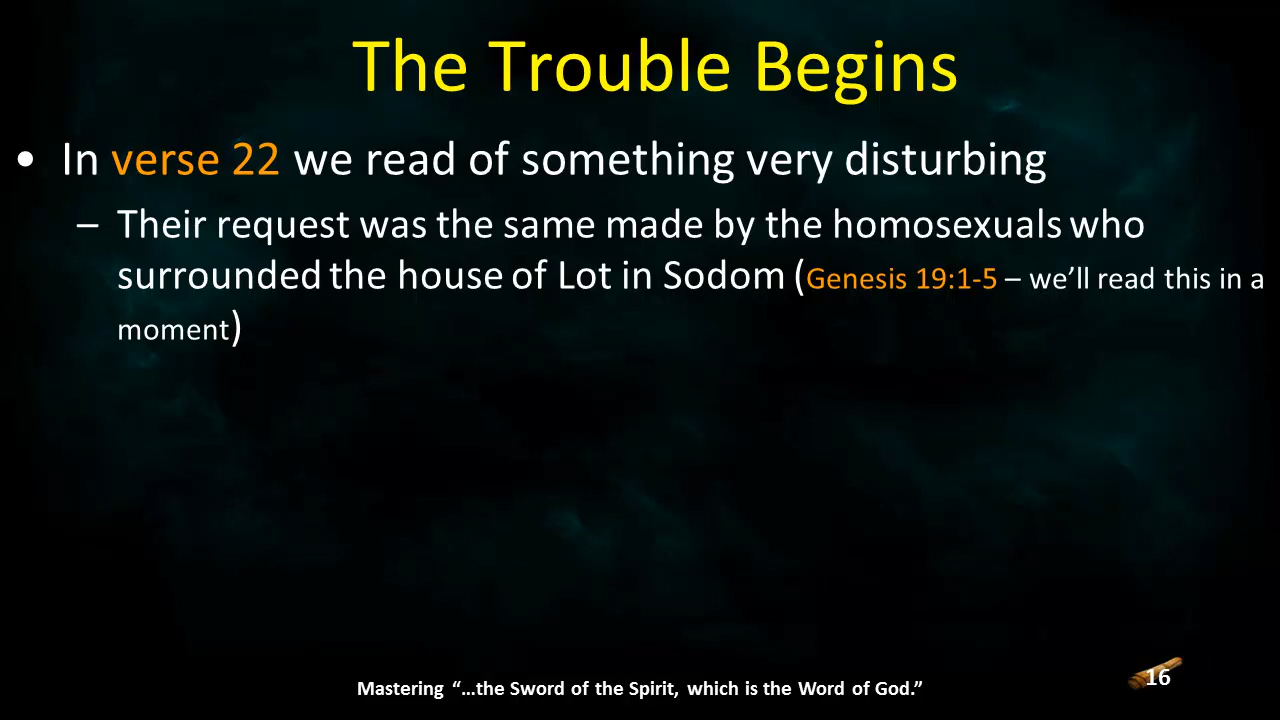 The Trouble Begins
• In verse 22 we read of something very disturbing
– Their request was the same made by the homosexuals who
surrounded the house of Lot in Sodom (Genesis 19:1-5 – we’ll read this in a
moment)
Mastering “…the Sword of the Spirit, which is the Word of God.”
16